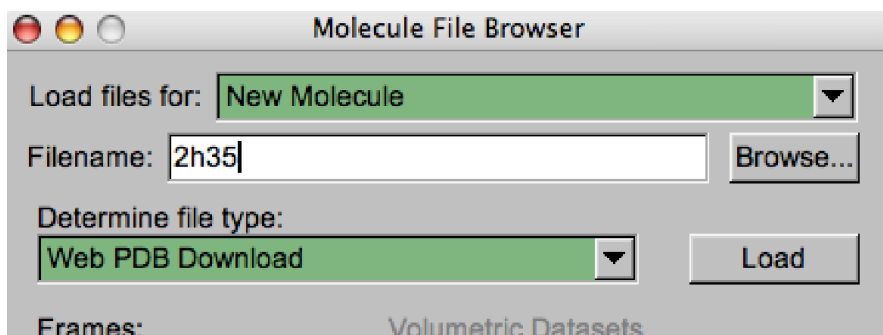 Molecule File Browser
Load files for: New Molecule
Filename: 2h35 Browse...
Determine file type:
Web PDB Download Load
Frames: Volumetric Datasets